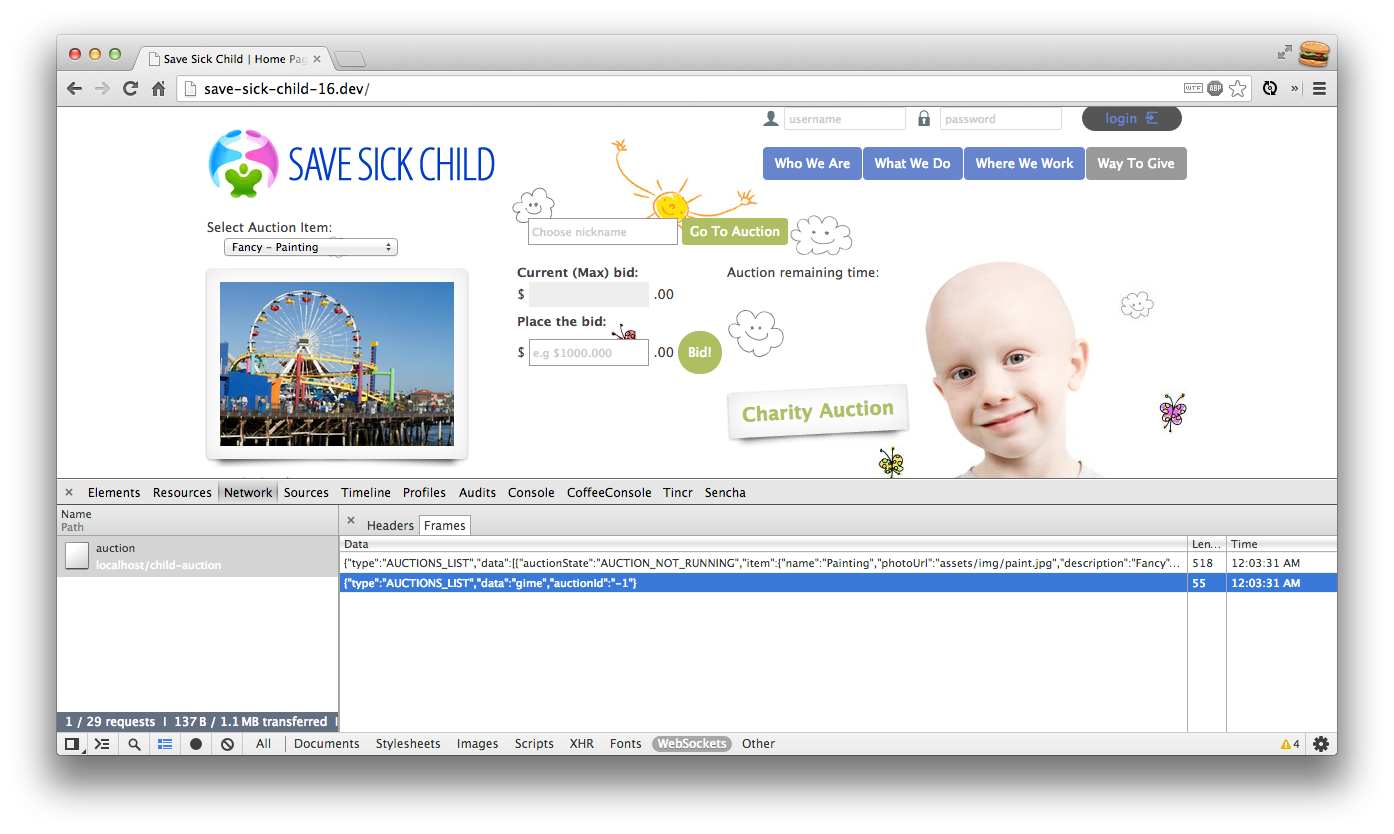 Save Sick Child | Home Pag
save-sick-child-16.dev/
WTF ABP »
username password login
SAVE SICK CHILD
Who We Are What We Do Where We Work Way To Give
Select Auction Item:
Fancy – Painting
Choose nickname Go To Auction
Current (Max) bid: Auction remaining time:
$ .00
Place the bid:
$ e.g $1000.000 .00 Bid!
Charity Auction
× Elements Resources Network Sources Timeline Profiles Audits Console CoffeeConsole Tincr Sencha
Name
Path
× Headers Frames
Data Len... Time
auction
localhost/child-auction
{"type":"AUCTIONS_LIST","data":[{"auctionState":"AUCTION_NOT_RUNNING","item":{"name":"Painting","photoUrl":"assets/img/paint.jpg","description":"Fancy"... 518 12:03:31 AM
{"type":"AUCTIONS_LIST","data":"gime","auctionId":"-1"} 55 12:03:31 AM
1 / 29 requests | 137 B / 1.1 MB transferred |
All Documents Stylesheets Images Scripts XHR Fonts WebSockets Other 4